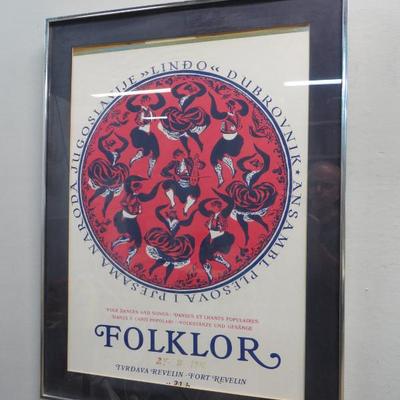 ANSAMBL PLESOVA I PJESAMA NARODA JUGOSLAVIJE »LINĐO« DUBROVNIK *
FOLK DANCES AND SONGS · DANSES ET CHANTS POPULAIRES
DANZE E CANTI POPOLARI · VOLKSTÄNZE UND GESÄNGE
FOLKLOR
TVRĐAVA REVELIN - FORT REVELIN
21 h